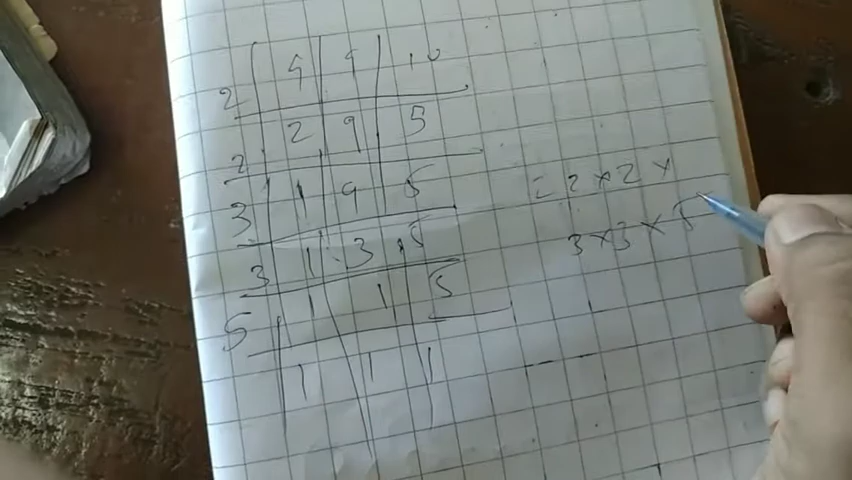 2 | 4 | 9 | 10
2 | 2 | 9 | 5
3 | 1 | 9 | 5
3 | 1 | 3 | 5
5 | 1 | 1 | 5
1 | 1 | 1
= 2 × 2 ×
3 × 3 × 5